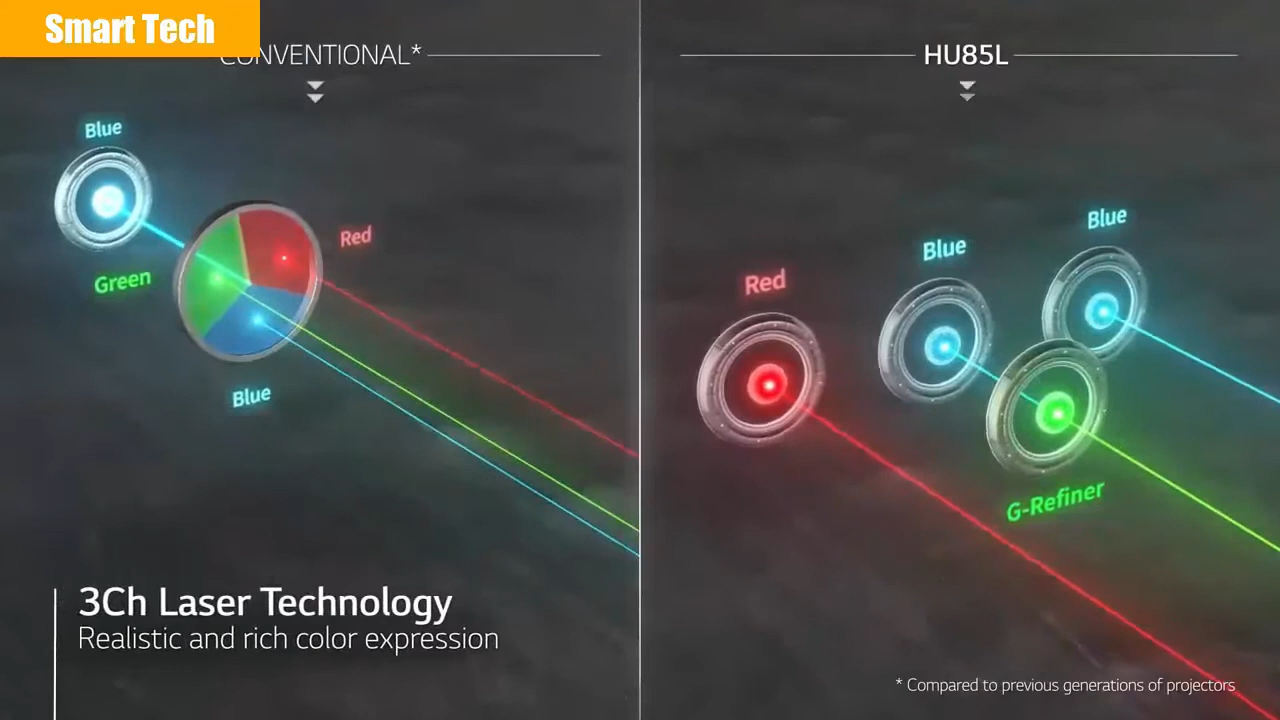 Smart Tech
CONVENTIONAL*
Blue
Green
Red
Blue
3Ch Laser Technology
Realistic and rich color expression
HU85L
Red
Blue
Blue
G-Refiner
* Compared to previous generations of projectors